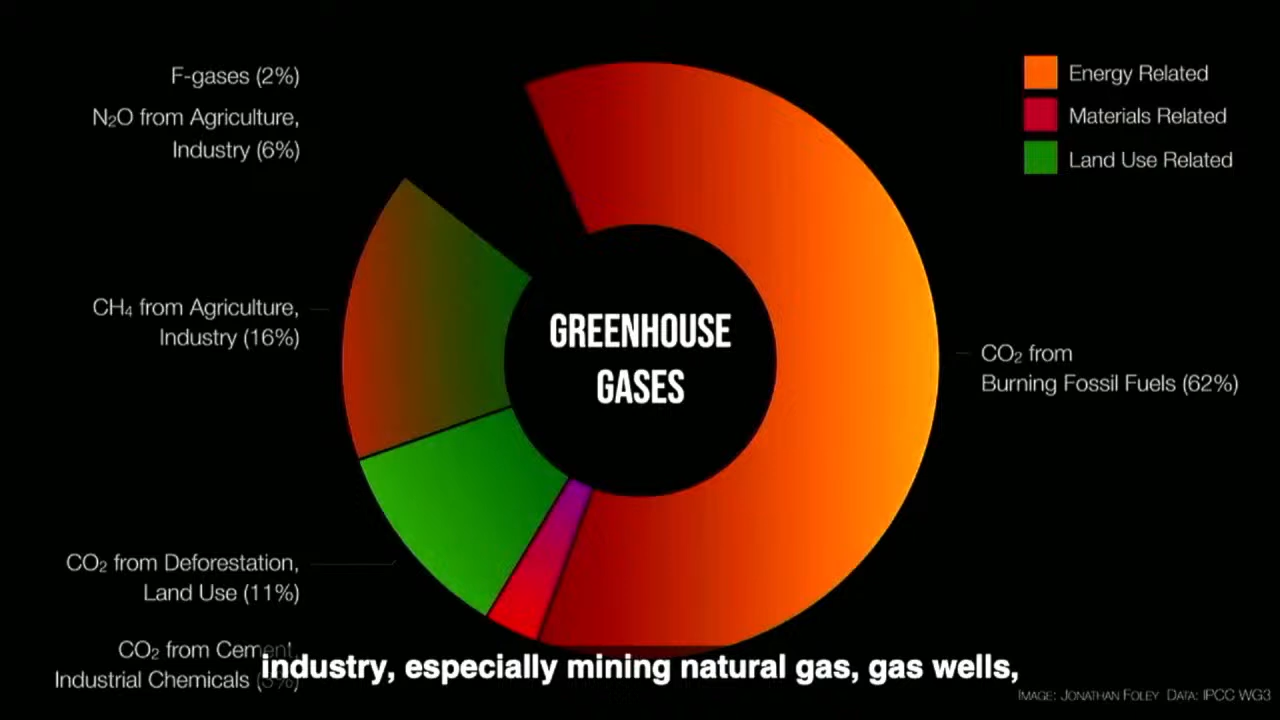 F-gases (2%)
N₂O from Agriculture,
Industry (6%)
CH₄ from Agriculture,
Industry (16%)
CO₂ from Deforestation,
Land Use (11%)
CO₂ from Cement,
Industrial Chemicals (3%)
GREENHOUSE
GASES
Energy Related
Materials Related
Land Use Related
CO₂ from
Burning Fossil Fuels (62%)
industry, especially mining natural gas, gas wells,
IMAGE: JONATHAN FOLEY DATA: IPCC WG3